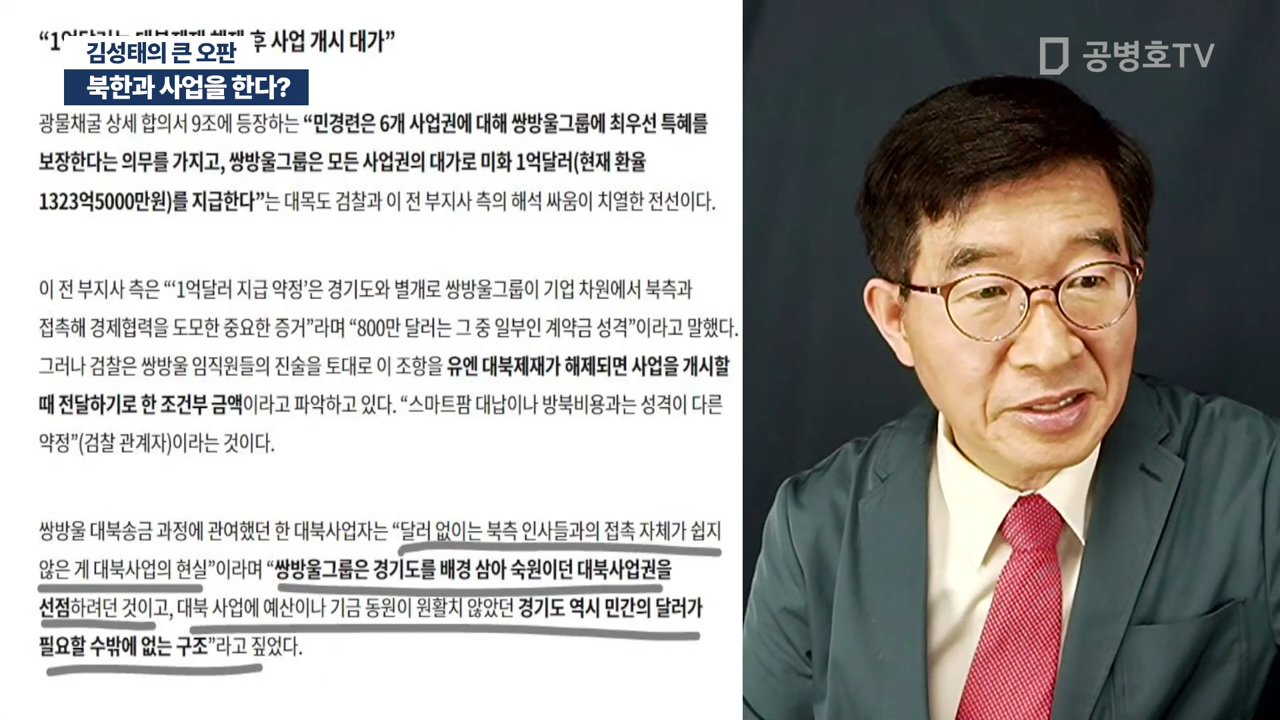 “1억달러는 대북제재 해제 후 사업 개시 대가”
김성태의 큰 오판
북한과 사업을 한다?
공병호TV
광물채굴 상세 합의서 9조에 등장하는 “민경련은 6개 사업권에 대해 쌍방울그룹에 최우선 특혜를
보장한다는 의무를 가지고, 쌍방울그룹은 모든 사업권의 대가로 미화 1억달러(현재 환율
1323억5000만원)를 지급한다”는 대목도 검찰과 이 전 부지사 측의 해석 싸움이 치열한 전선이다.
이 전 부지사 측은 “‘1억달러 지급 약정’은 경기도와 별개로 쌍방울그룹이 기업 차원에서 북측과
접촉해 경제협력을 도모한 중요한 증거”라며 “800만 달러는 그 중 일부인 계약금 성격”이라고 말했다.
그러나 검찰은 쌍방울 임직원들의 진술을 토대로 이 조항을 유엔 대북제재가 해제되면 사업을 개시할
때 전달하기로 한 조건부 금액이라고 파악하고 있다. “스마트팜 대납이나 방북비용과는 성격이 다른
약정”(검찰 관계자)이라는 것이다.
쌍방울 대북송금 과정에 관여했던 한 대북사업자는 “달러 없이는 북측 인사들과의 접촉 자체가 쉽지
않은 게 대북사업의 현실”이라며 “쌍방울그룹은 경기도를 배경 삼아 숙원이던 대북사업권을
선점하려던 것이고, 대북 사업에 예산이나 기금 동원이 원활치 않았던 경기도 역시 민간의 달러가
필요할 수밖에 없는 구조”라고 짚었다.